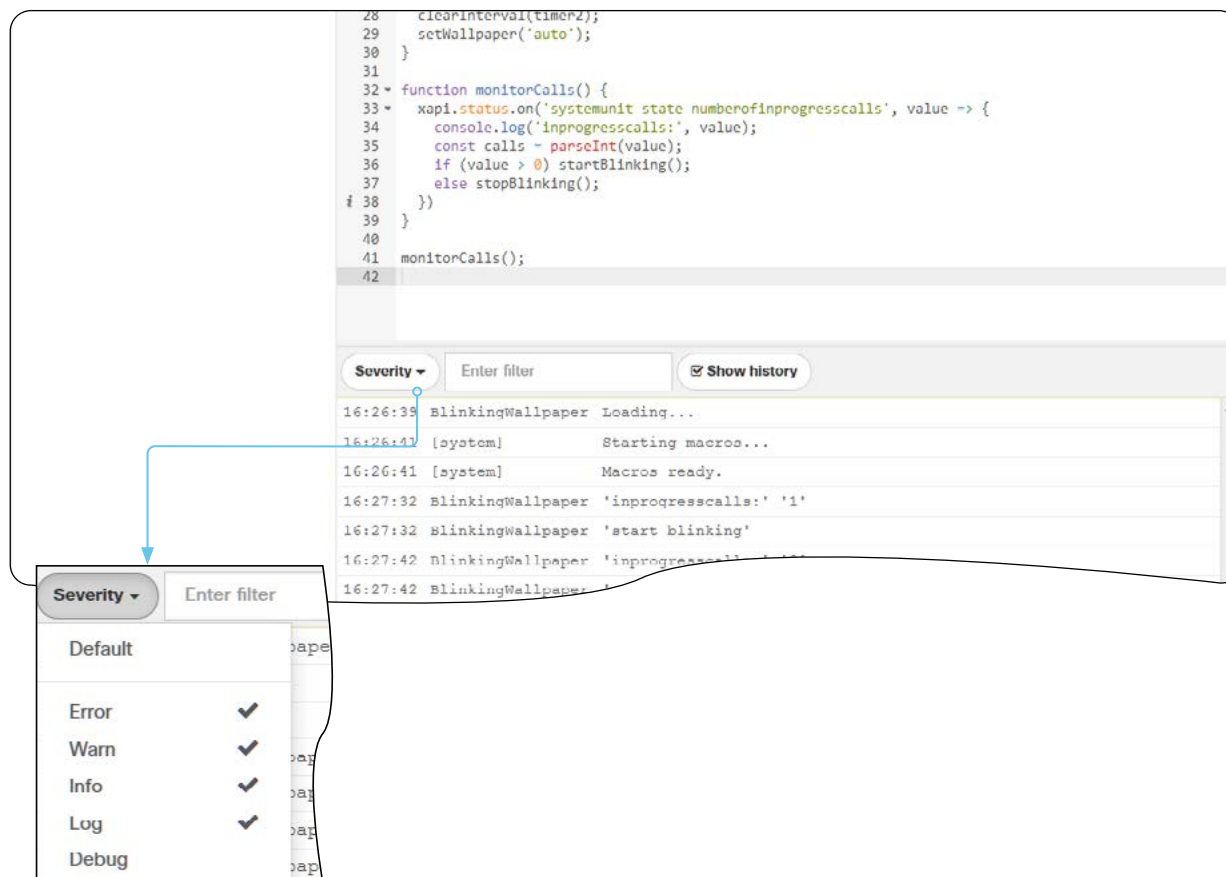 28 clearInterval(timer2);
29 setWallpaper('auto');
30 }
31
32 function monitorCalls() {
33 xapi.status.on('systemunit state numberofinprogresscalls', value => {
34 console.log('inprogresscalls:', value);
35 const calls = parseInt(value);
36 if (value > 0) startBlinking();
37 else stopBlinking();
i 38 })
39 }
40
41 monitorCalls();
42
Severity Enter filter Show history
16:26:39 BlinkingWallpaper Loading...
16:26:41 [system] Starting macros...
16:26:41 [system] Macros ready.
16:27:32 BlinkingWallpaper 'inprogresscalls:' '1'
16:27:32 BlinkingWallpaper 'start blinking'
16:27:42 BlinkingWallpaper
16:27:42 BlinkingWallpaper
Severity Enter filter
Default
Error
Warn
Info
Log
Debug